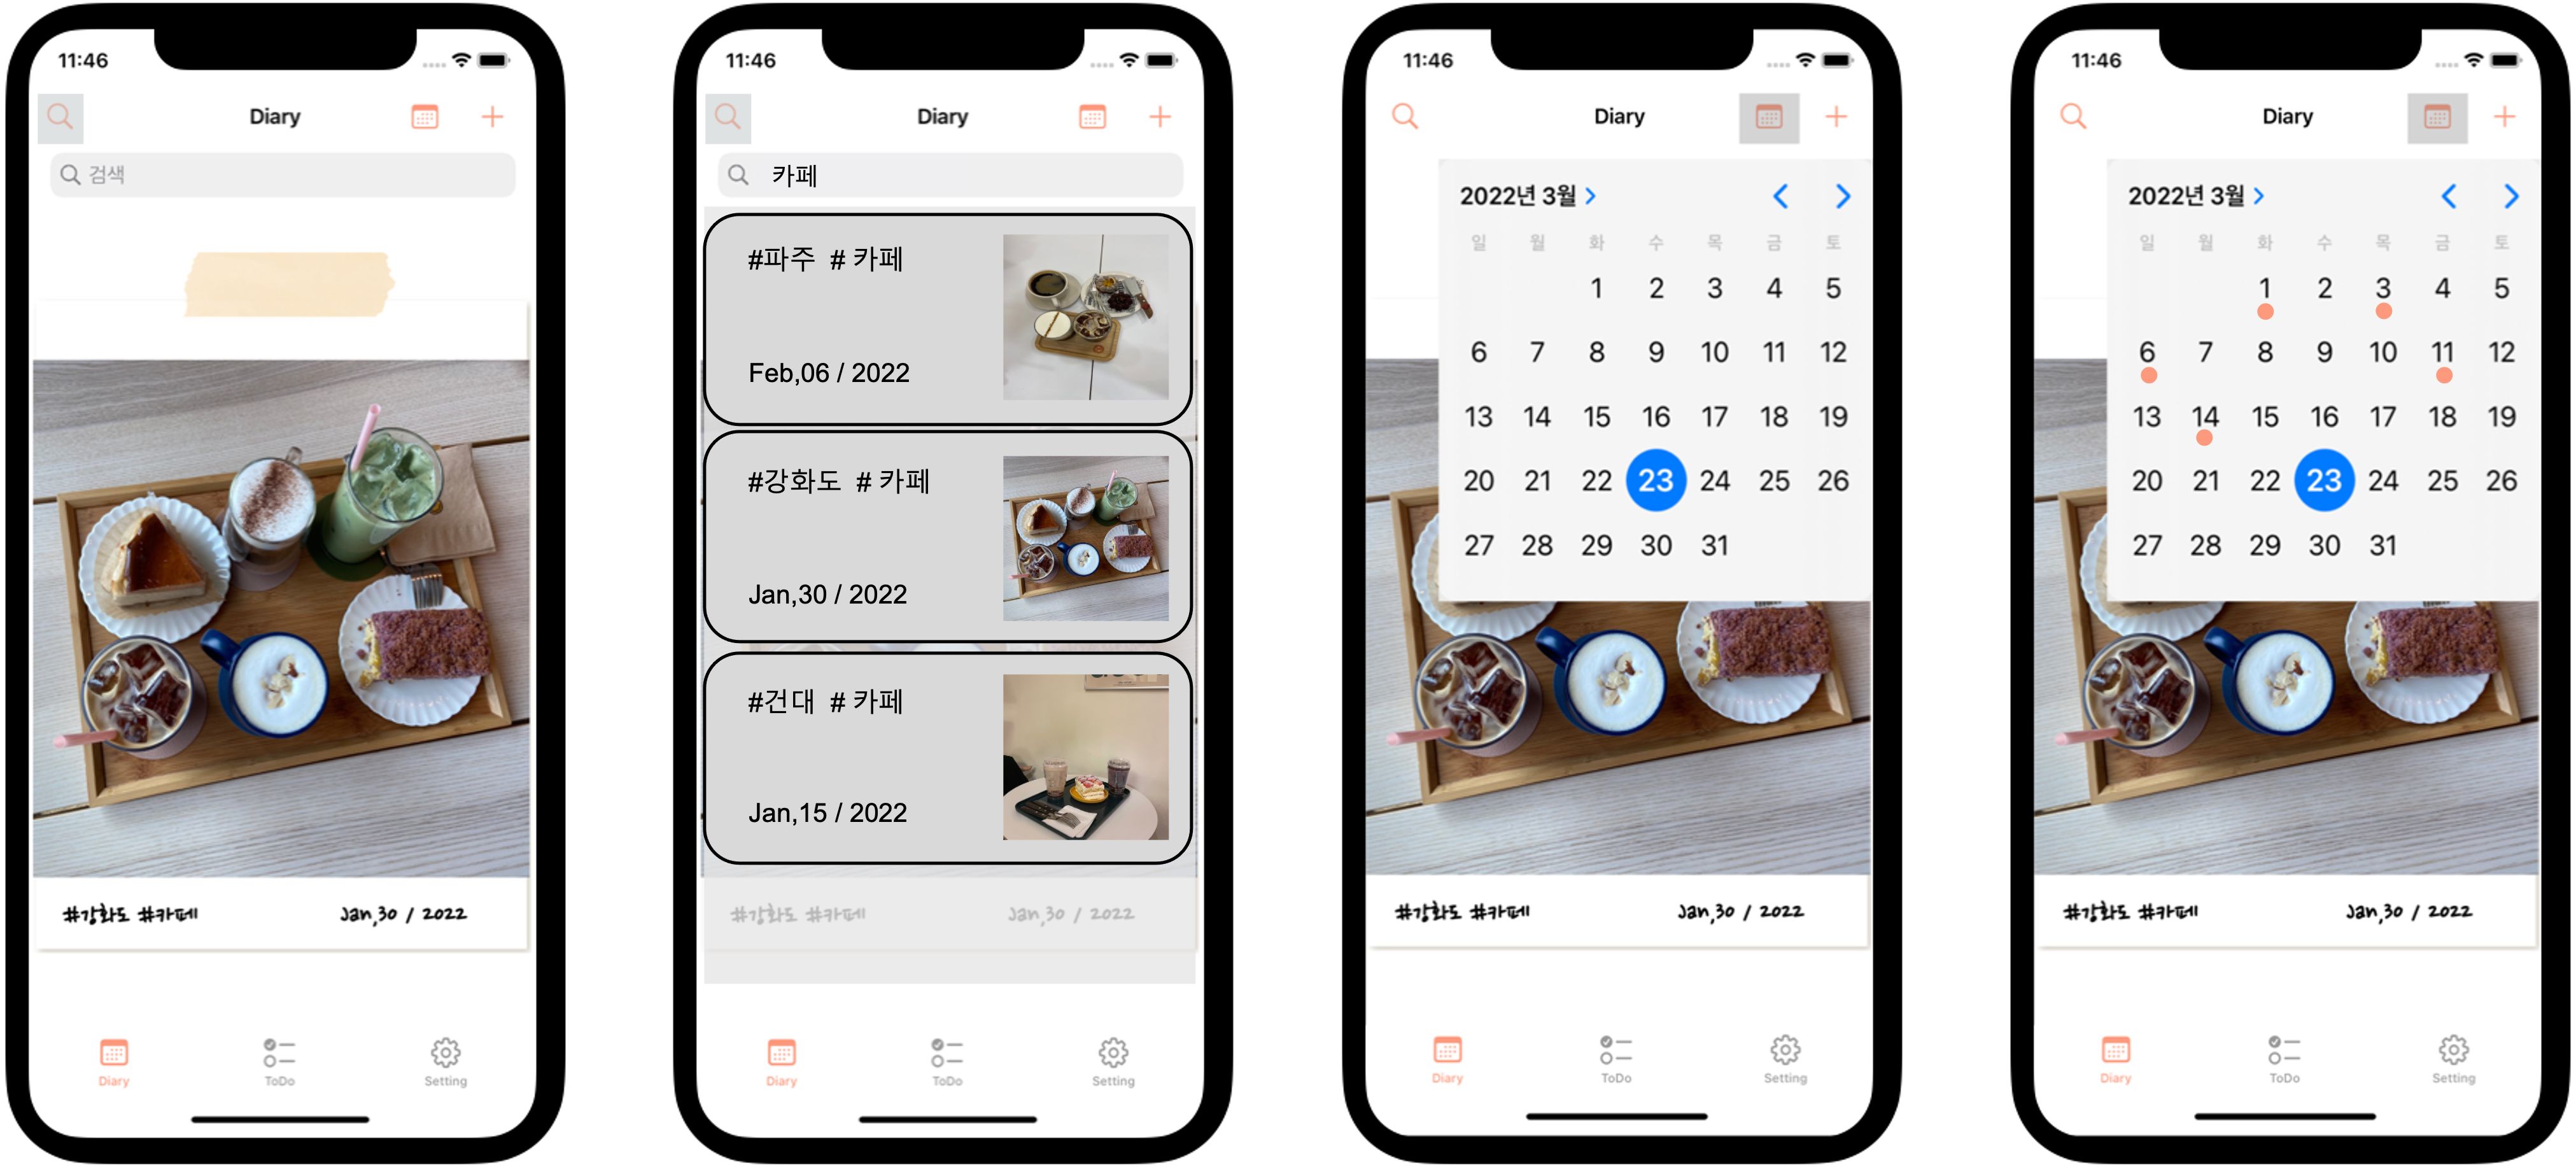 11:46
Diary
검색
#강화도 #카페
Jan,30 / 2022
Diary
ToDo
Setting
11:46
Diary
카페
#파주 # 카페
Feb,06 / 2022
#강화도 # 카페
Jan,30 / 2022
#건대 # 카페
Jan,15 / 2022
#강화도 #카페
Jan,30 / 2022
Diary
ToDo
Setting
11:46
Diary
2022년 3월
일 월 화 수 목 금 토
1 2 3 4 5
6 7 8 9 10 11 12
13 14 15 16 17 18 19
20 21 22 23 24 25 26
27 28 29 30 31
#강화도 #카페
Jan,30 / 2022
Diary
ToDo
Setting
11:46
Diary
2022년 3월
일 월 화 수 목 금 토
1 2 3 4 5
6 7 8 9 10 11 12
13 14 15 16 17 18 19
20 21 22 23 24 25 26
27 28 29 30 31
#강화도 #카페
Jan,30 / 2022
Diary
ToDo
Setting